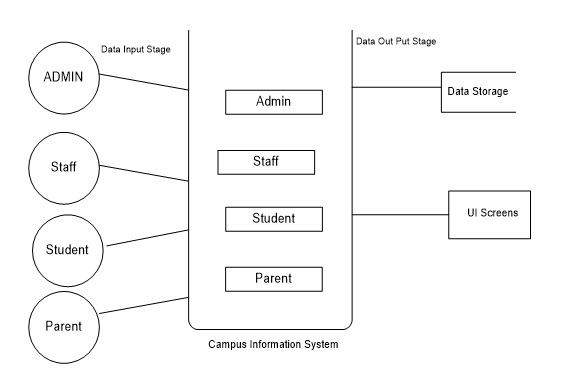 Data Input Stage
Data Out Put Stage
ADMIN
Staff
Student
Parent
Admin
Staff
Student
Parent
Data Storage
UI Screens
Campus Information System